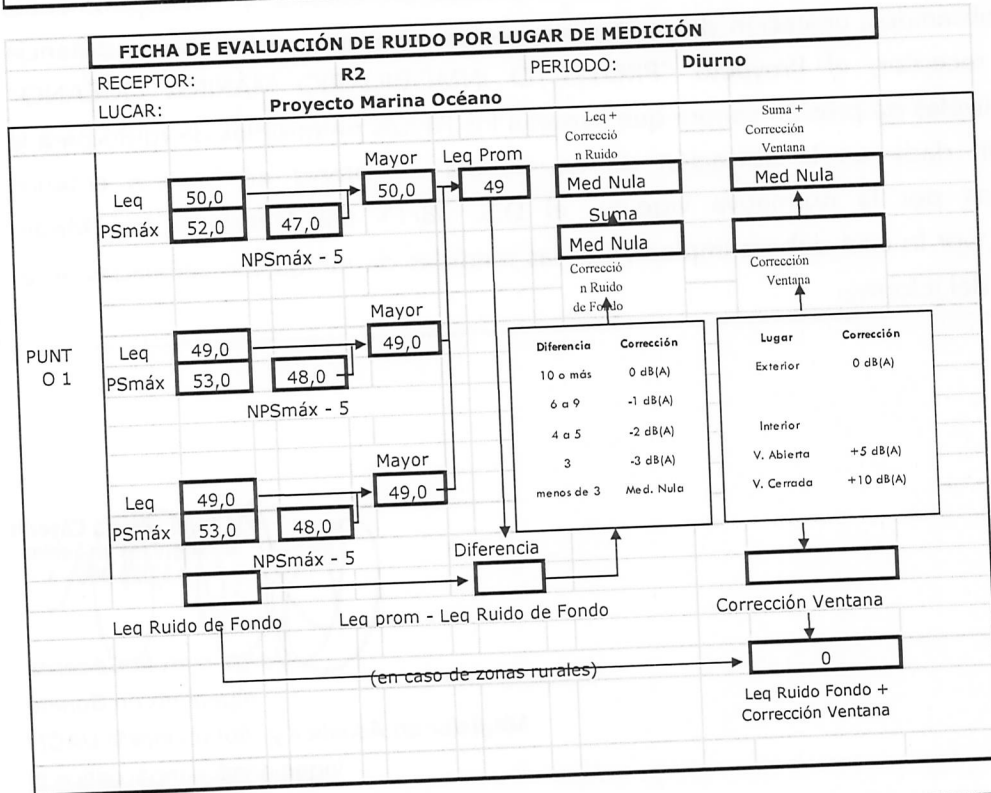 FICHA DE EVALUACIÓN DE RUIDO POR LUGAR DE MEDICIÓN
RECEPTOR: R2 PERIODO: Diurno
LUCAR: Proyecto Marina Océano
PUNT
O 1
Leq 50,0
PSmáx 52,0 47,0
NPSmáx - 5
Mayor
50,0
Leq Prom
49
Leq 49,0
PSmáx 53,0 48,0
NPSmáx - 5
Mayor
49,0
Leq 49,0
PSmáx 53,0 48,0
NPSmáx - 5
Mayor
49,0
Leq +
Correcció
n Ruido
Med Nula
Suma
Med Nula
Correcció
n Ruido
de Fondo
Suma +
Corrección
Ventana
Med Nula
Corrección
Ventana
Diferencia Corrección
10 o más 0 dB(A)
6 a 9 -1 dB(A)
4 a 5 -2 dB(A)
3 -3 dB(A)
menos de 3 Med. Nula
Lugar Corrección
Exterior 0 dB(A)
Interior
V. Abierta +5 dB(A)
V. Cerrada +10 dB(A)
Diferencia
Leq Ruido de Fondo
Leq prom - Leq Ruido de Fondo
Corrección Ventana
(en caso de zonas rurales)
0
Leq Ruido Fondo +
Corrección Ventana